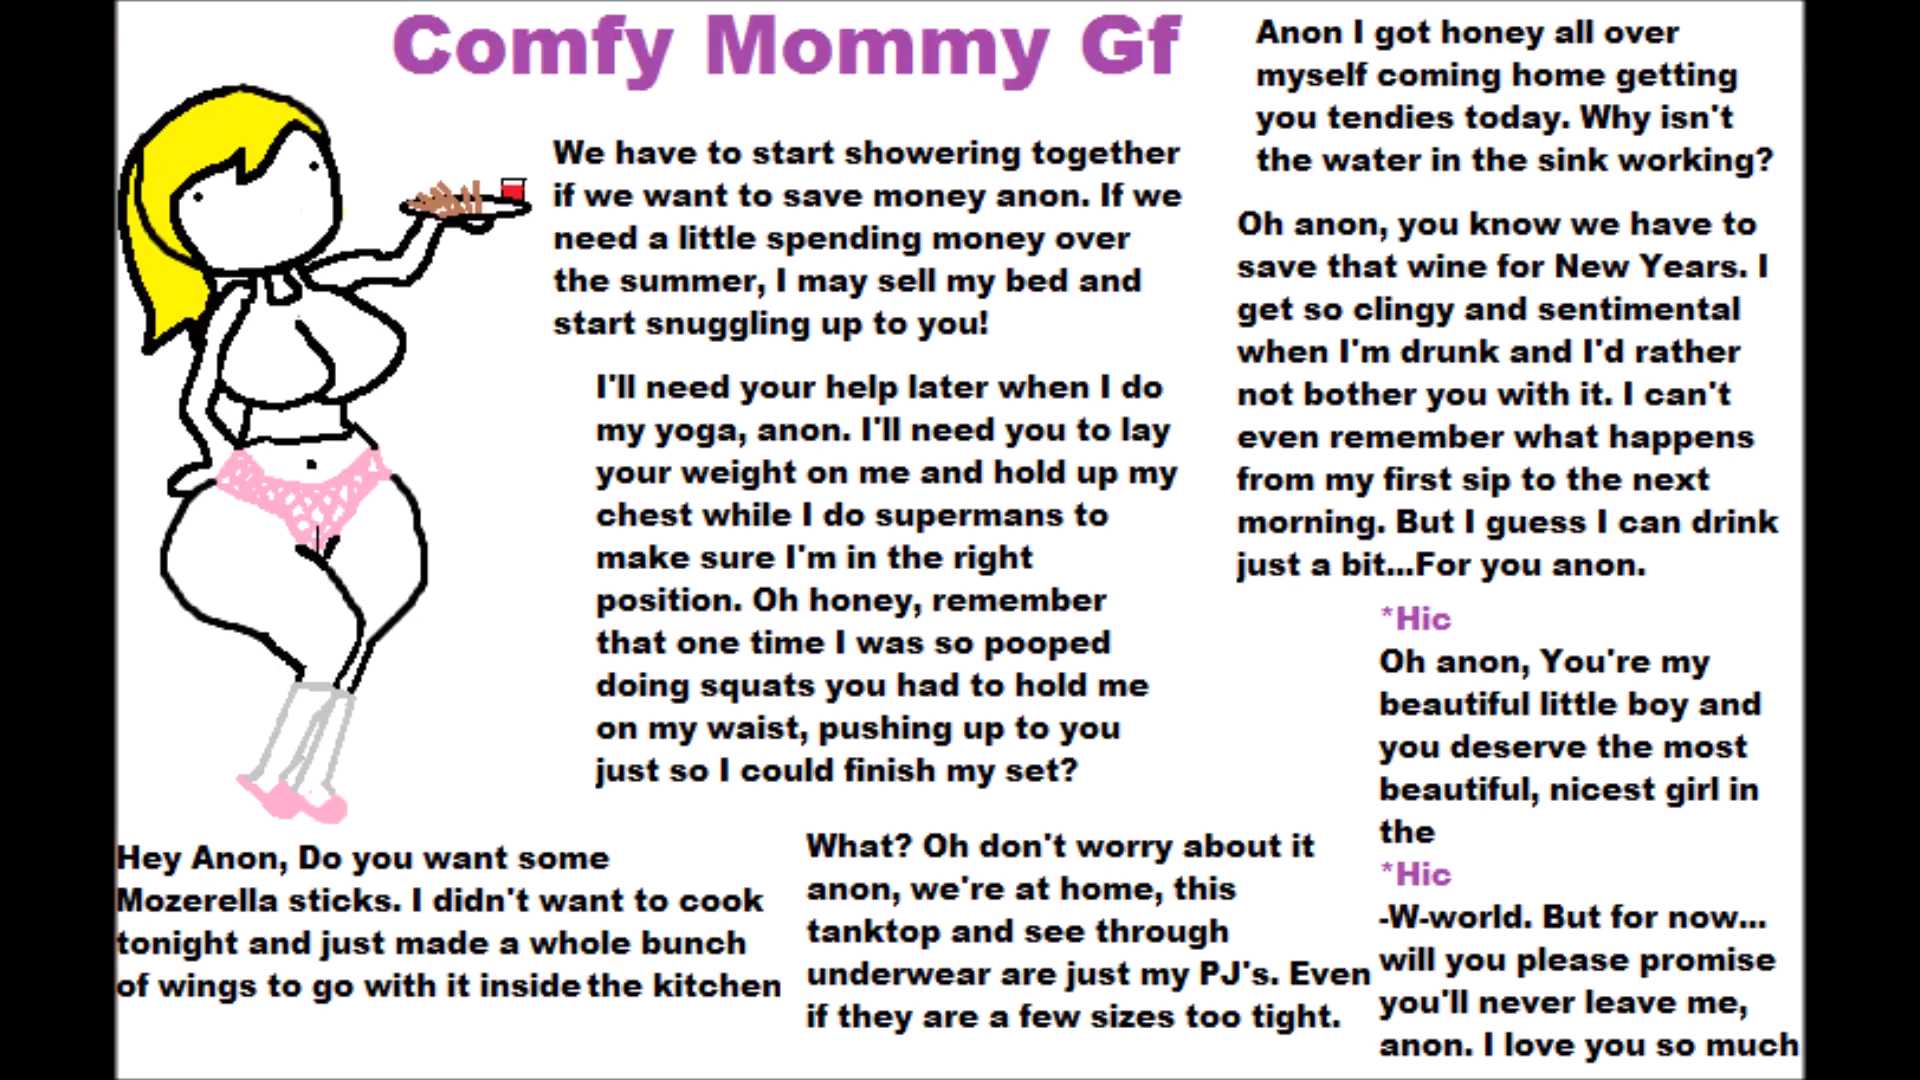 Comfy Mommy Gf
We have to start showering together
if we want to save money anon. If we
need a little spending money over
the summer, I may sell my bed and
start snuggling up to you!
I'll need your help later when I do
my yoga, anon. I'll need you to lay
your weight on me and hold up my
chest while I do supermans to
make sure I'm in the right
position. Oh honey, remember
that one time I was so pooped
doing squats you had to hold me
on my waist, pushing up to you
just so I could finish my set?
Hey Anon, Do you want some
Mozerella sticks. I didn't want to cook
tonight and just made a whole bunch
of wings to go with it inside the kitchen
What? Oh don't worry about it
anon, we're at home, this
tanktop and see through
underwear are just my PJ's. Even
if they are a few sizes too tight.
Anon I got honey all over
myself coming home getting
you tendies today. Why isn't
the water in the sink working?
Oh anon, you know we have to
save that wine for New Years. I
get so clingy and sentimental
when I'm drunk and I'd rather
not bother you with it. I can't
even remember what happens
from my first sip to the next
morning. But I guess I can drink
just a bit...For you anon.
*Hic
Oh anon, You're my
beautiful little boy and
you deserve the most
beautiful, nicest girl in
the
*Hic
-W-world. But for now...
will you please promise
you'll never leave me,
anon. I love you so much